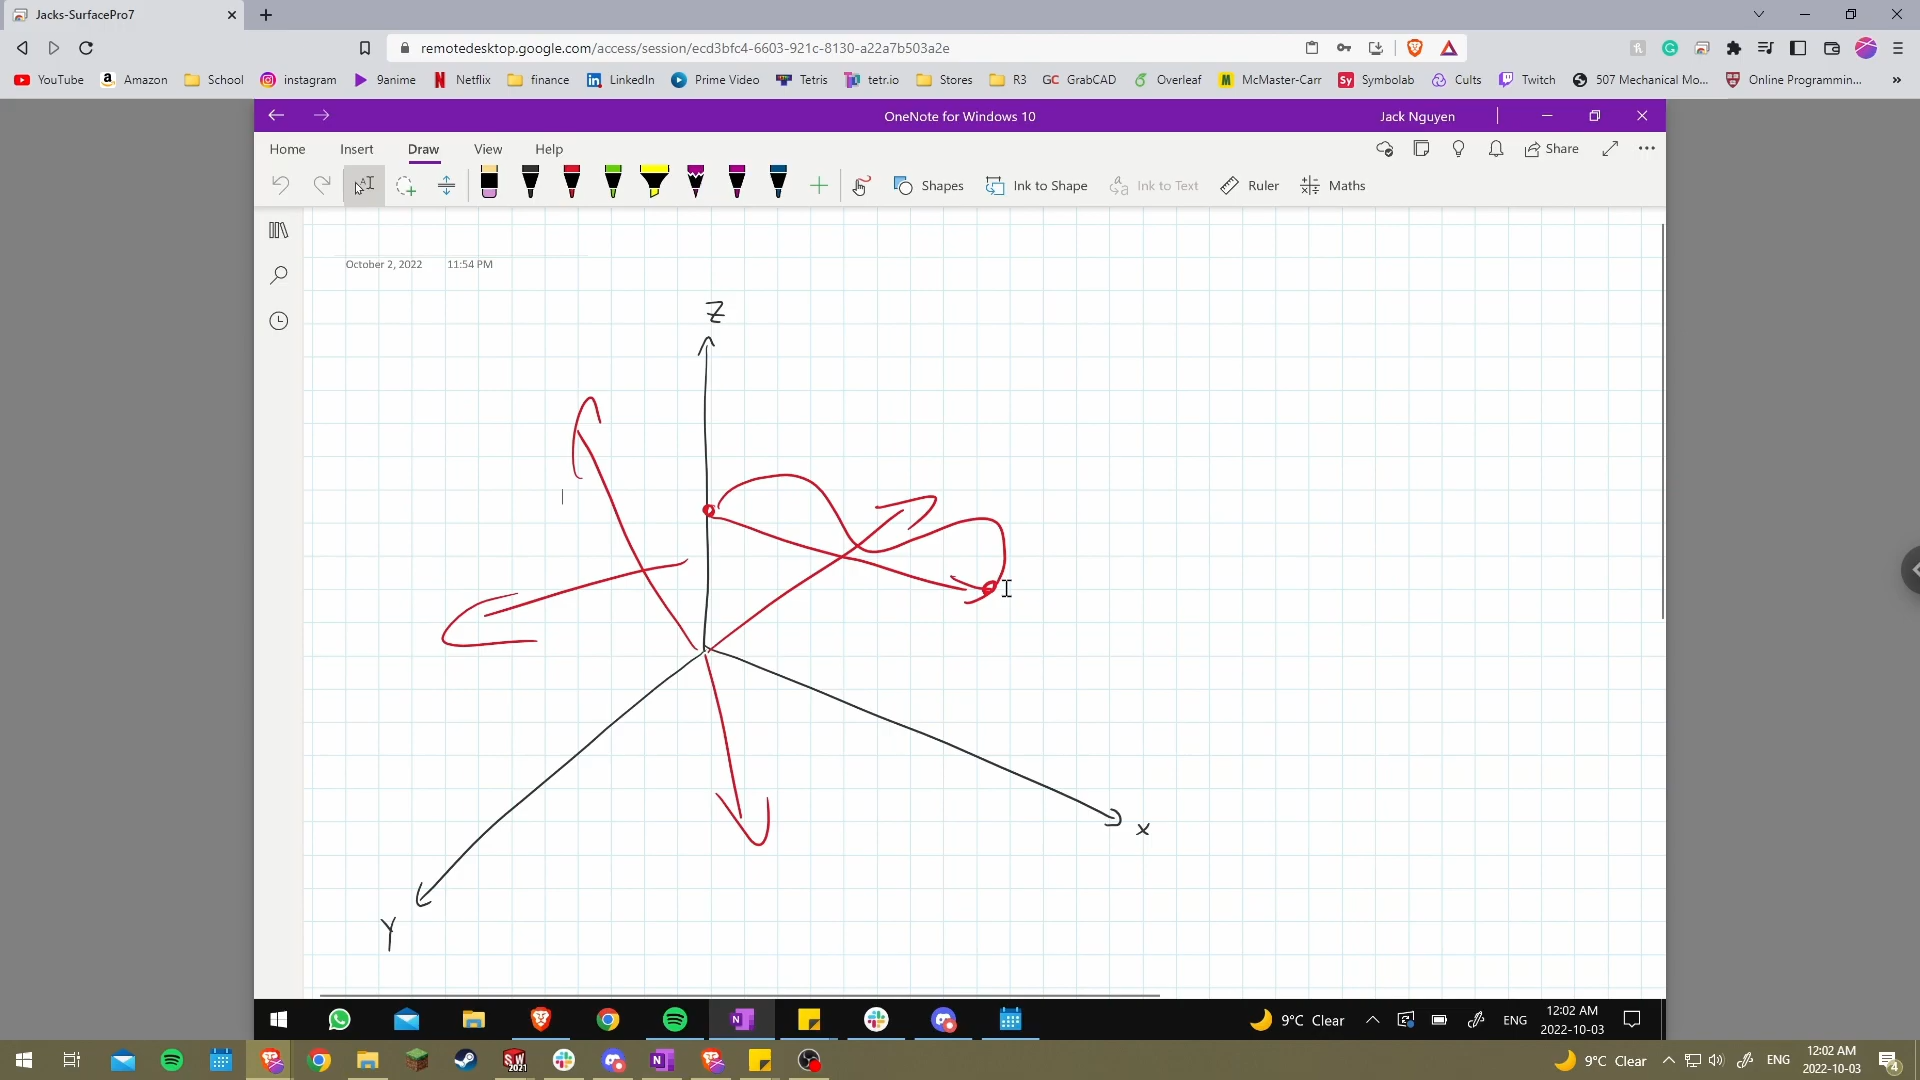 Jacks-SurfacePro7
remotedesktop.google.com/access/session/ecd3bfc4-6603-921c-8130-a22a7b503a2e
YouTube Amazon School instagram 9anime Netflix finance LinkedIn Prime Video Tetris tetr.io Stores R3 GC GrabCAD Overleaf M McMaster-Carr Sy Symbolab Cults Twitch 507 Mechanical Mo... Online Programmin... »
OneNote for Windows 10 Jack Nguyen
Home Insert Draw View Help Share
Shapes Ink to Shape Ink to Text Ruler Maths
October 2, 2022 11:54 PM
Z
X
Y
9°C Clear ENG 12:02 AM
2022-10-03
9°C Clear ENG 12:02 AM
2022-10-03
4